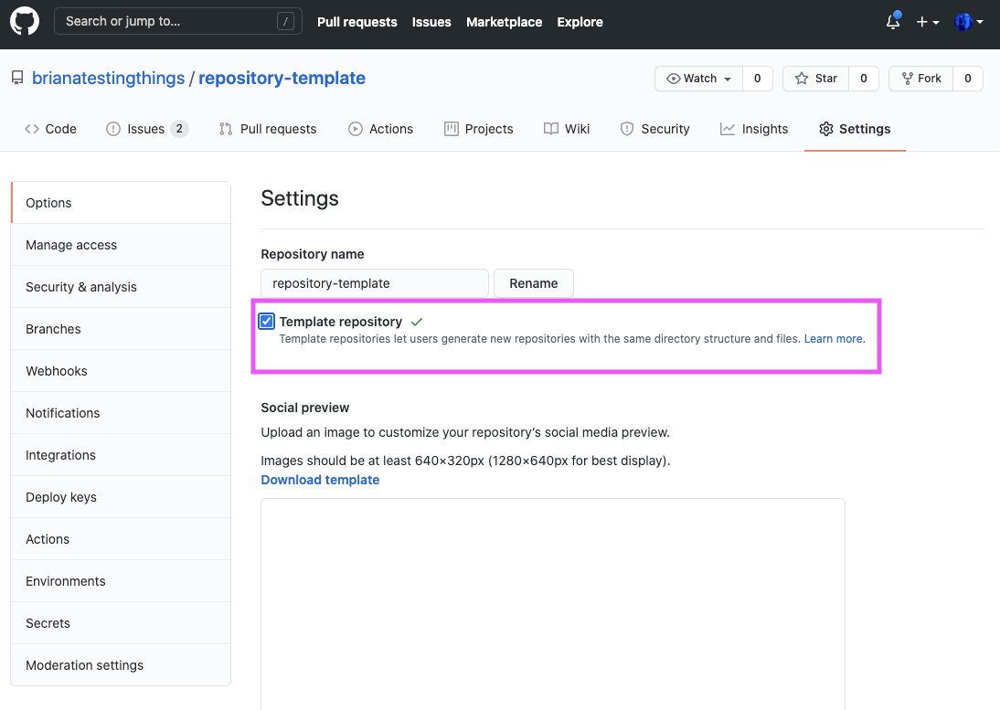 Search or jump to... /
Pull requests Issues Marketplace Explore
brianatestingthings / repository-template
Watch 0 Star 0 Fork 0
Code Issues 2 Pull requests Actions Projects Wiki Security Insights Settings
Options
Manage access
Security & analysis
Branches
Webhooks
Notifications
Integrations
Deploy keys
Actions
Environments
Secrets
Moderation settings
Settings
Repository name
repository-template Rename
Template repository
Template repositories let users generate new repositories with the same directory structure and files. Learn more.
Social preview
Upload an image to customize your repository’s social media preview.
Images should be at least 640×320px (1280×640px for best display).
Download template